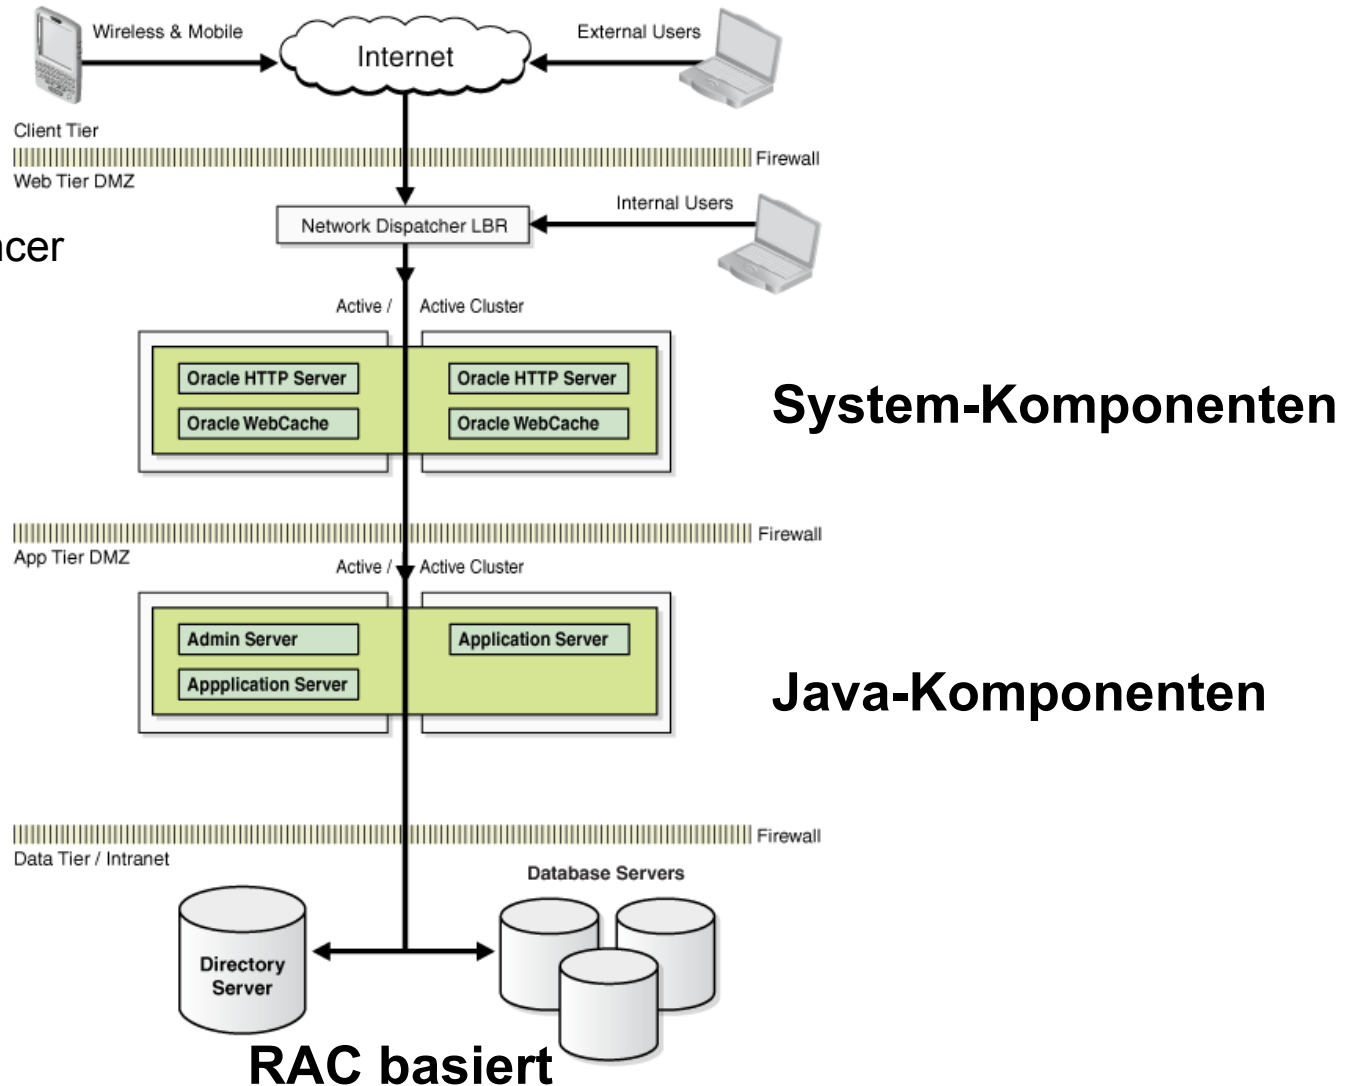 Wireless & Mobile
Internet
External Users
Client Tier
Firewall
Web Tier DMZ
Internal Users
Network Dispatcher LBR
ncer
Active /
Active Cluster
Oracle HTTP Server
Oracle HTTP Server
Oracle WebCache
Oracle WebCache
System-Komponenten
Firewall
App Tier DMZ
Active /
Active Cluster
Admin Server
Application Server
Appplication Server
Java-Komponenten
Firewall
Data Tier / Intranet
Database Servers
Directory
Server
RAC basiert